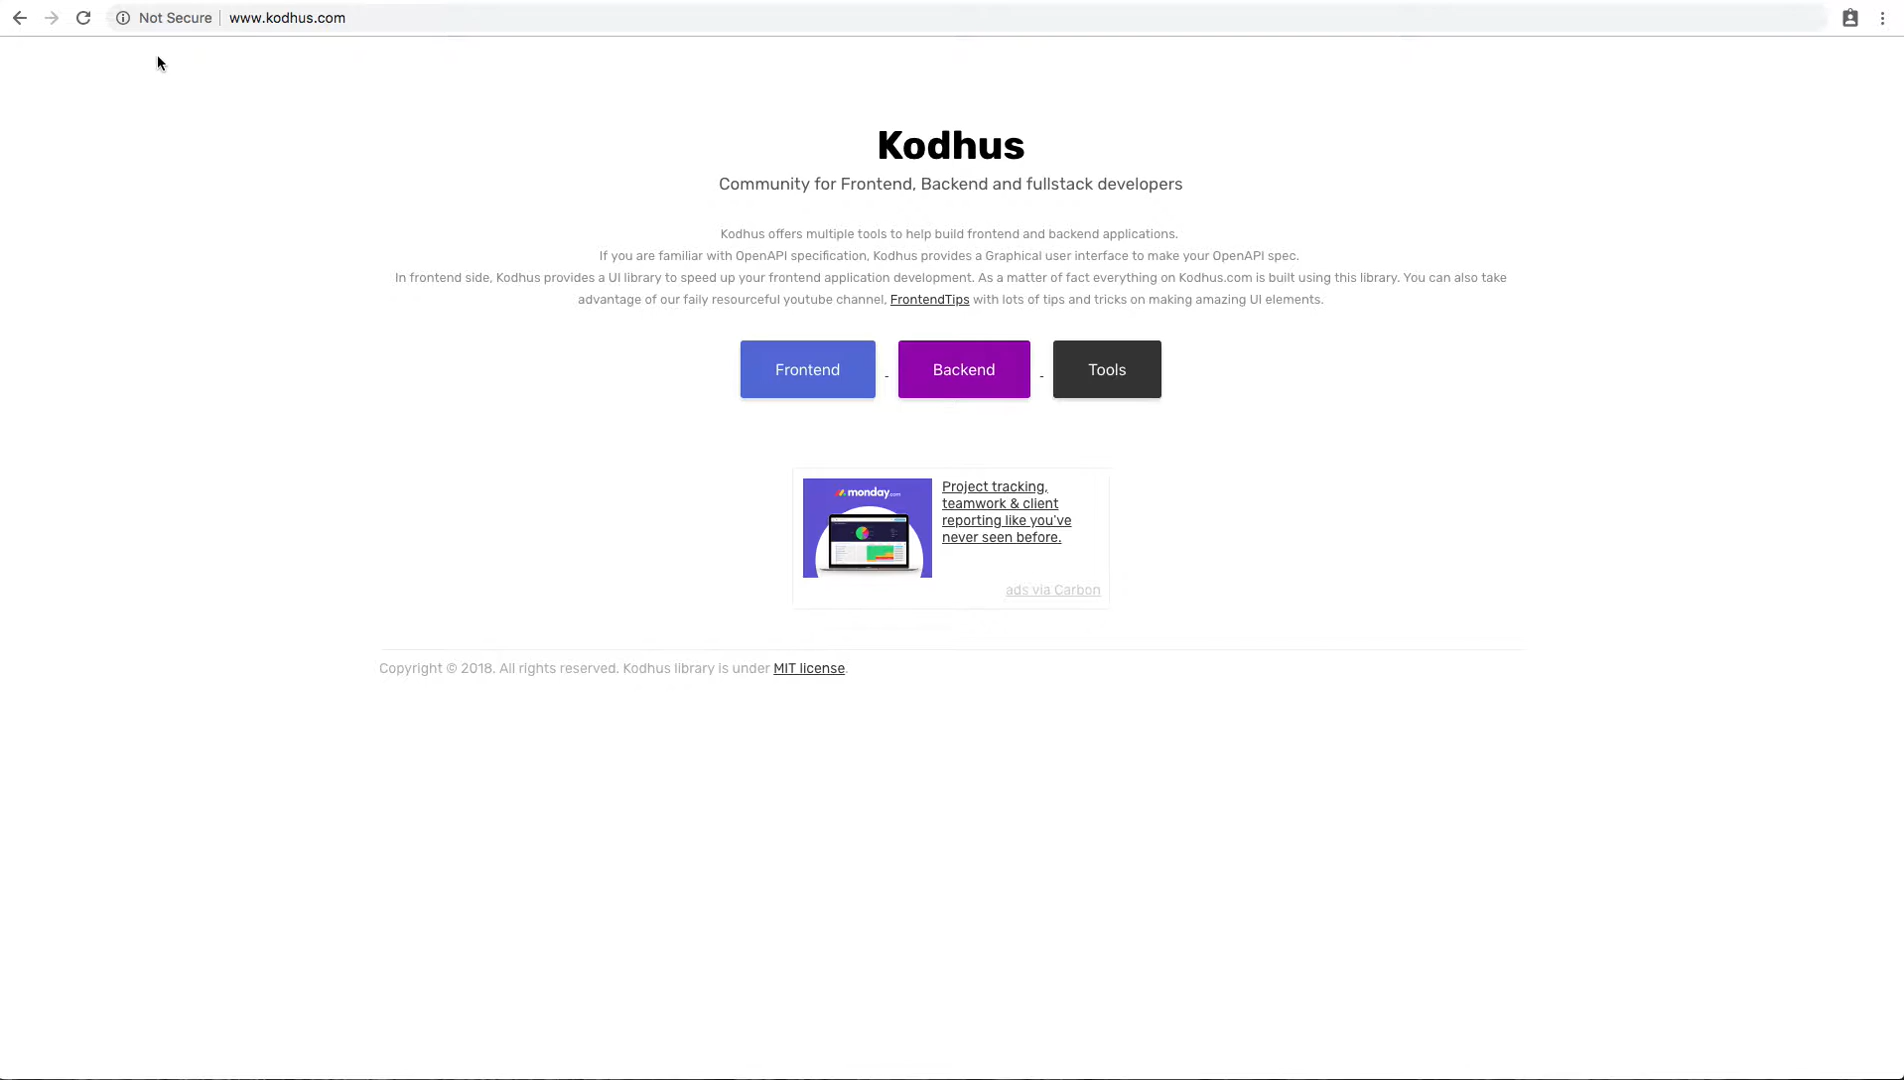 Not Secure www.kodhus.com
Kodhus
Community for Frontend, Backend and fullstack developers
Kodhus offers multiple tools to help build frontend and backend applications.
If you are familiar with OpenAPI specification, Kodhus provides a Graphical user interface to make your OpenAPI spec.
In frontend side, Kodhus provides a UI library to speed up your frontend application development. As a matter of fact everything on Kodhus.com is built using this library. You can also take
advantage of our faily resourceful youtube channel, FrontendTips with lots of tips and tricks on making amazing UI elements.
Frontend - Backend - Tools
monday.com
Project tracking,
teamwork & client
reporting like you've
never seen before.
ads via Carbon
Copyright © 2018. All rights reserved. Kodhus library is under MIT license.